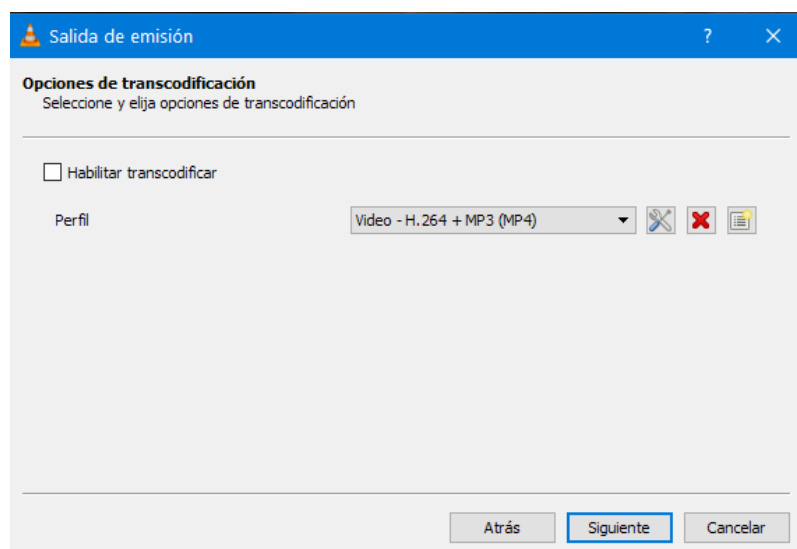 Salida de emisión ?
Opciones de transcodificación
Seleccione y elija opciones de transcodificación
Habilitar transcodificar
Perfil Video - H.264 + MP3 (MP4)
Atrás Siguiente Cancelar